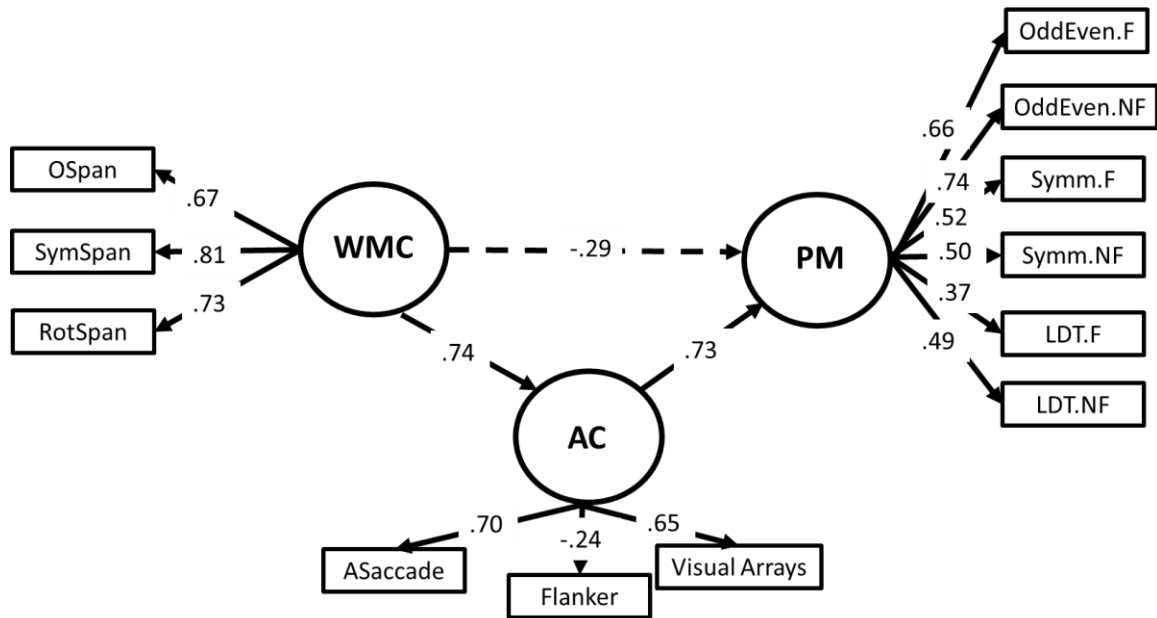 OddEven.F
OddEven.NF
.66
OSpan
.67
.74
Symm.F
.52
SymSpan
.81
WMC
-.29
PM
.50
Symm.NF
.73
.37
RotSpan
.74
.73
.49
LDT.F
LDT.NF
AC
.70
-.24
.65
ASaccade
Flanker
Visual Arrays